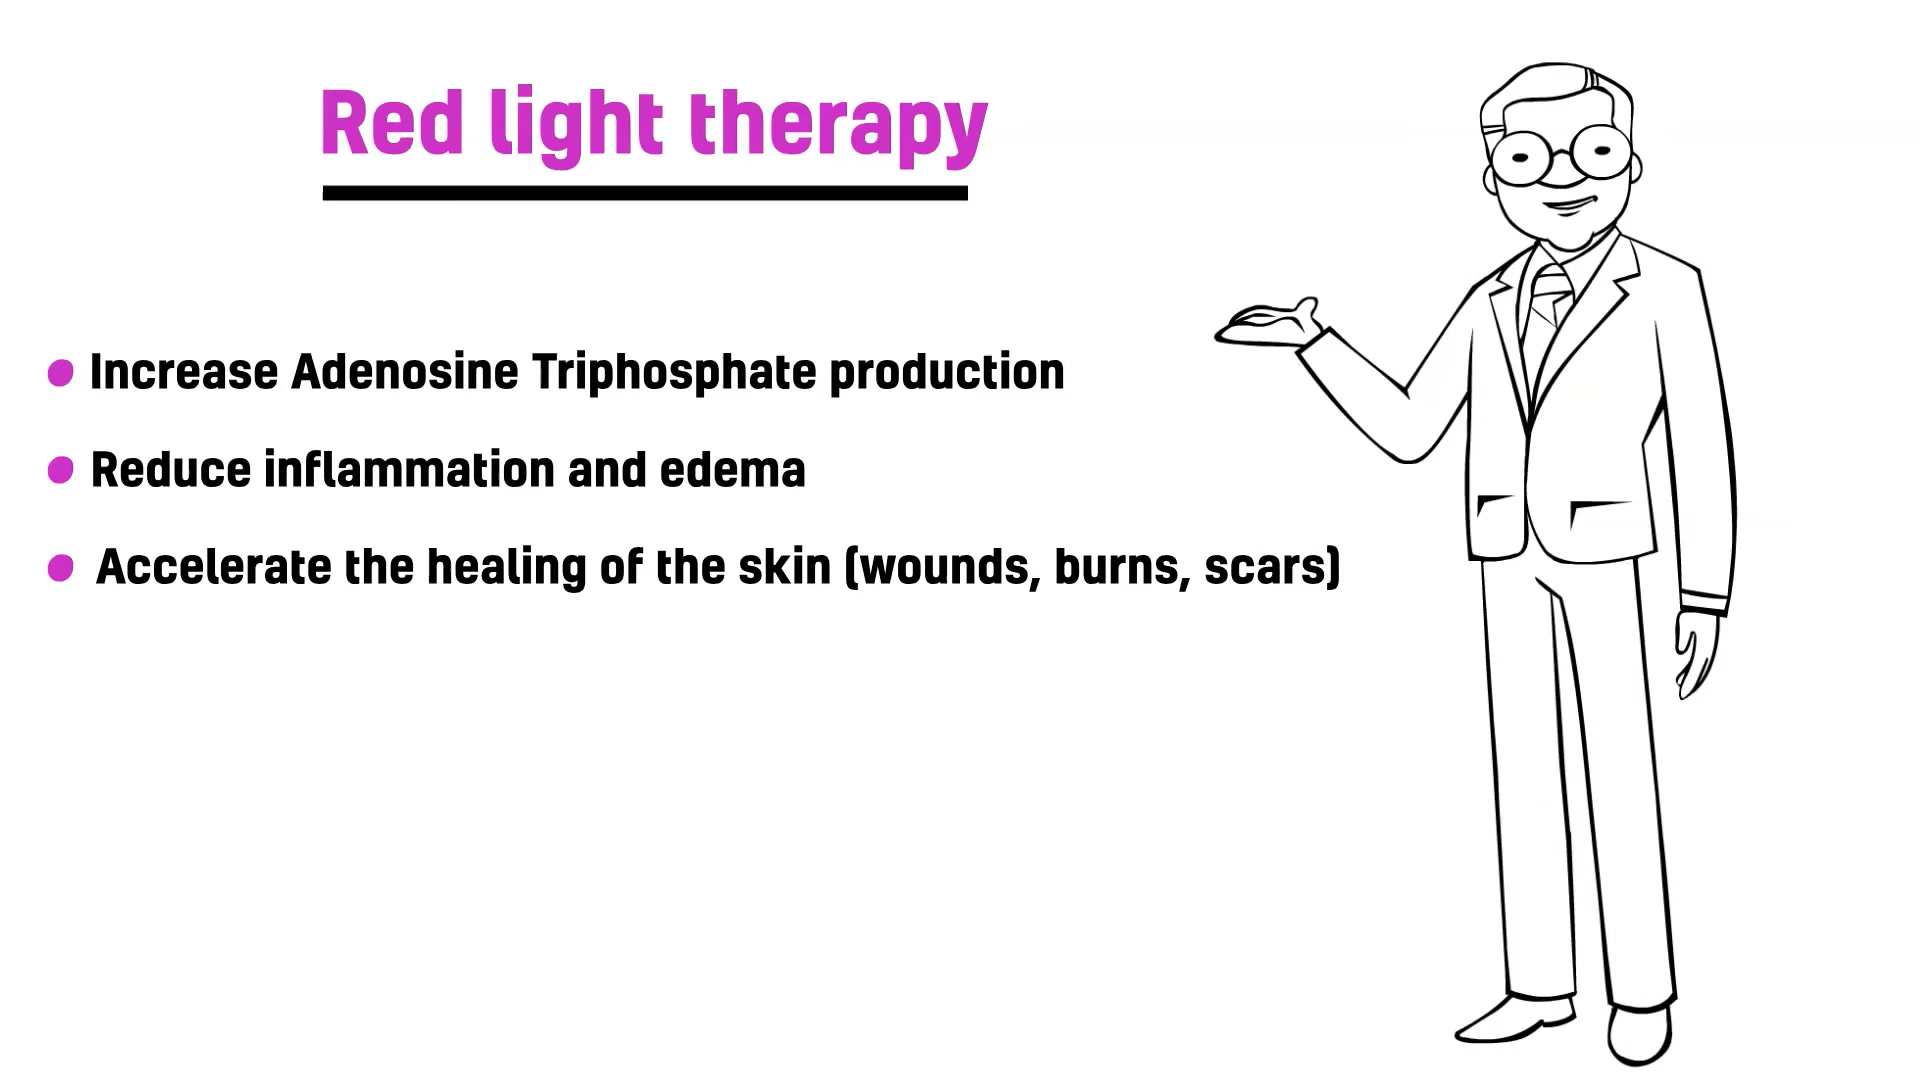 Red light therapy
Increase Adenosine Triphosphate production
Reduce inflammation and edema
Accelerate the healing of the skin (wounds, burns, scars)